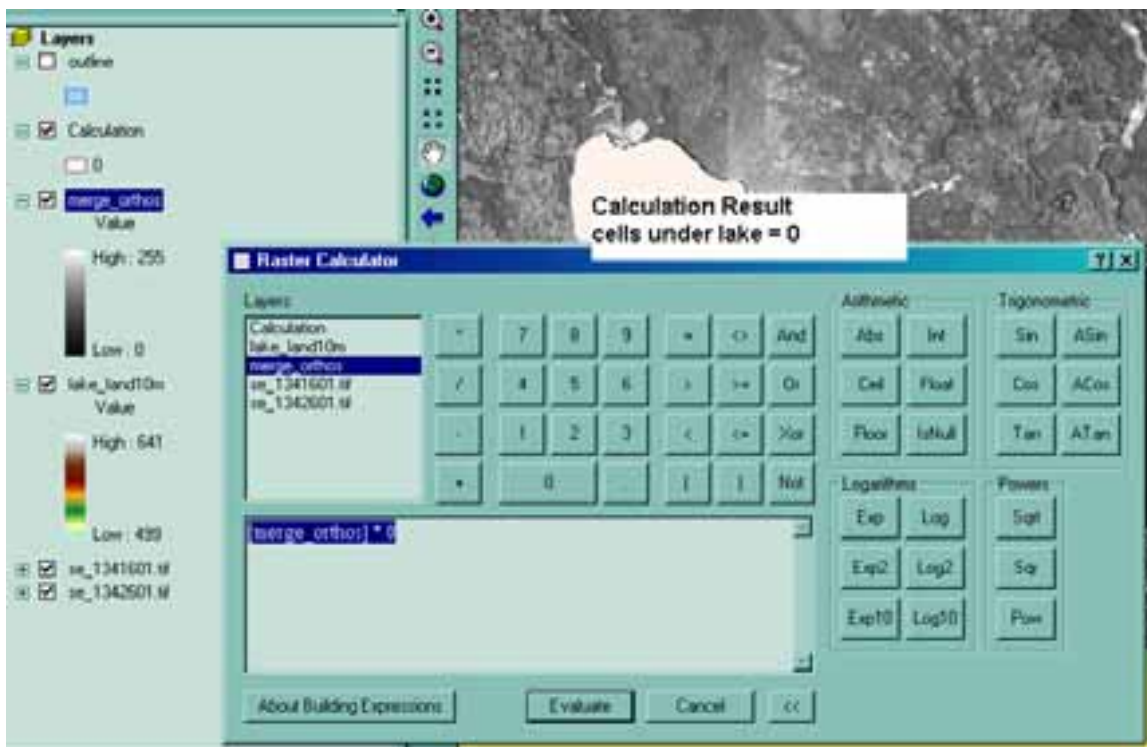 Layers
outline
Calculation
0
merge_orthos
Value
High : 255
Low : 0
lake_land10m
Value
High : 641
Low : 499
se_1341601.tif
se_1342601.tif
Calculation Result
cells under lake = 0
Raster Calculator
Layers:
Calculation
lake_land10m
merge_orthos
se_1341601.tif
se_1342601.tif
* 7 8 9 = <> And
/ 4 5 6 > >= Or
- 1 2 3 < <= Xor
+ 0 . ( ) Not
[merge_orthos] * 0
Arithmetic
Abs Int
Ceil Float
Floor IsNull
Trigonometric
Sin ASin
Cos ACos
Tan ATan
Logarithms
Exp Log
Exp2 Log2
Exp10 Log10
Powers
Sqrt
Sqr
Pow
About Building Expressions
Evaluate
Cancel
<<